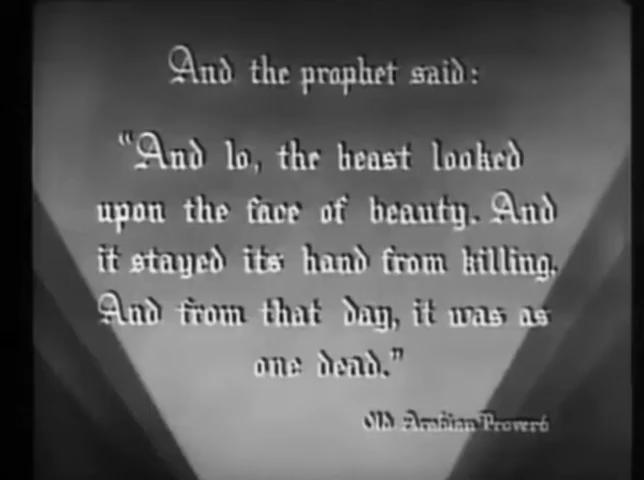 And the prophet said:
"And lo, the beast looked
upon the face of beauty. And
it stayed its hand from killing.
And from that day, it was as
one dead."
Old Arabian Proverb